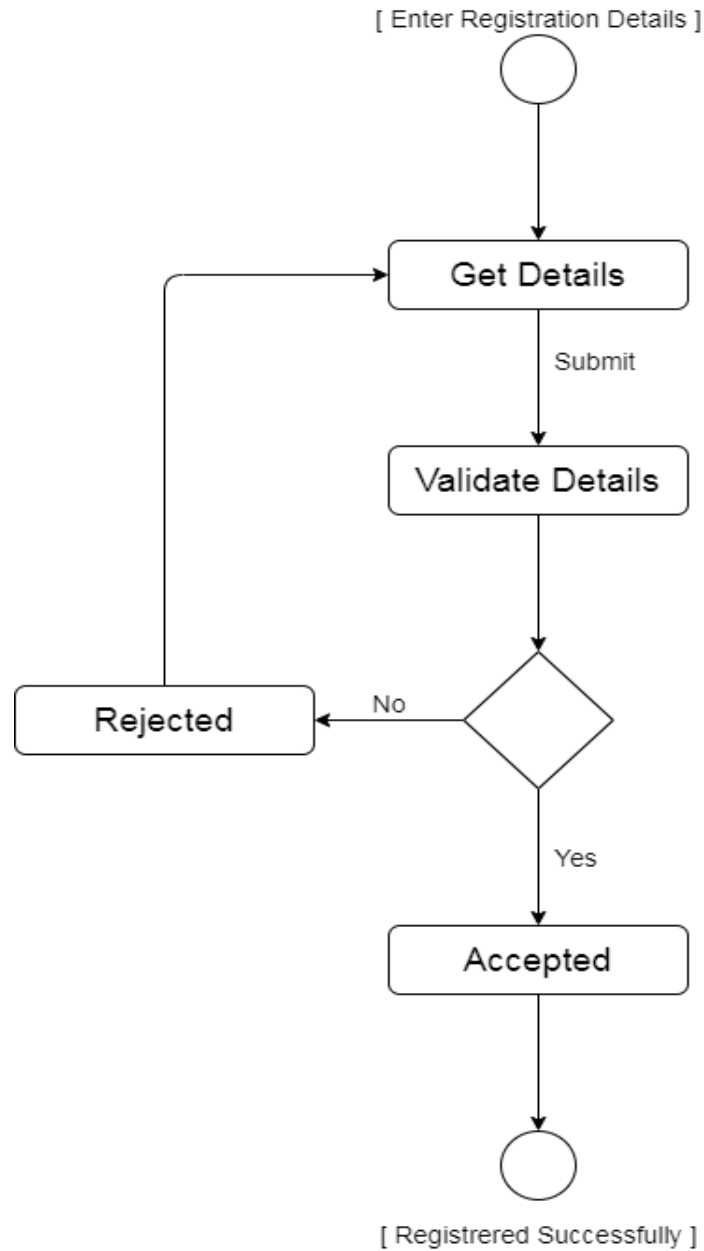 [ Enter Registration Details ]
Get Details
Submit
Validate Details
No
Rejected
Yes
Accepted
[ Registrered Successfully ]